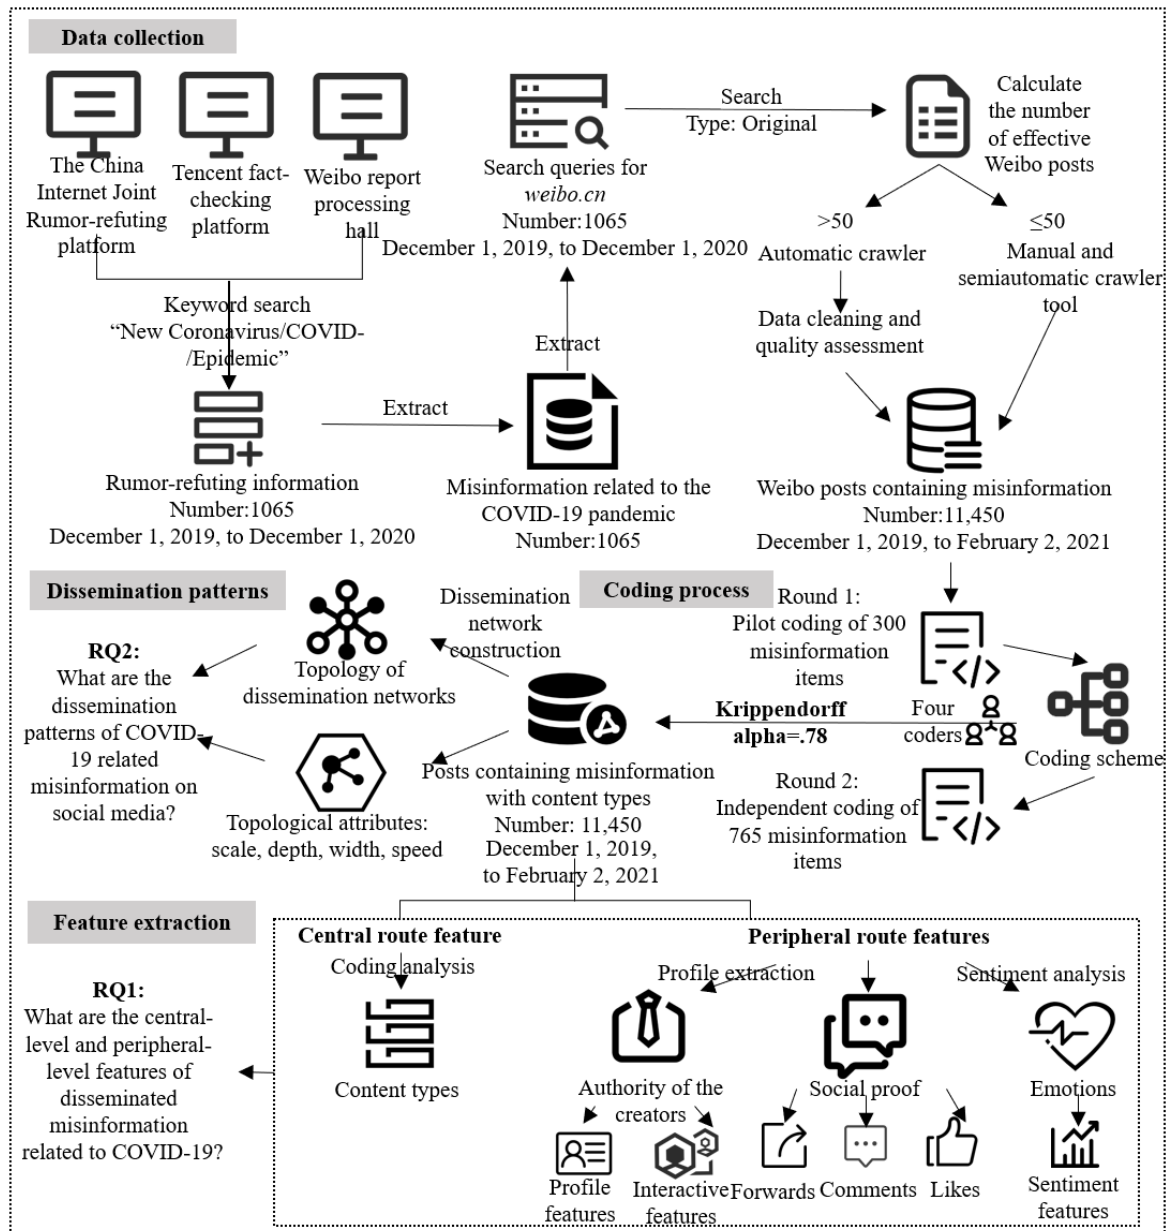 Data collection
The China
Internet Joint
Rumor-refuting
platform
Tencent fact-
checking
platform
Weibo report
processing
hall
Keyword search
“New Coronavirus/COVID-
/Epidemic”
Rumor-refuting information
Number:1065
December 1, 2019, to December 1, 2020
Extract
Misinformation related to the
COVID-19 pandemic
Number:1065
Extract
Search queries for
weibo.cn
Number:1065
December 1, 2019, to December 1, 2020
Search
Type: Original
Calculate
the number
of effective
Weibo posts
>50
Automatic crawler
≤50
Manual and
semiautomatic crawler
tool
Data cleaning and
quality assessment
Weibo posts containing misinformation
Number:11,450
December 1, 2019, to February 2, 2021
Coding process
Round 1:
Pilot coding of 300
misinformation
items
Four
coders
Coding scheme
Round 2:
Independent coding of
765 misinformation
items
Krippendorff
alpha=.78
Posts containing misinformation
with content types
Number: 11,450
December 1, 2019,
to February 2, 2021
Dissemination patterns
Dissemination
network
construction
Topology of
dissemination networks
Topological attributes:
scale, depth, width, speed
RQ2:
What are the
dissemination
patterns of COVID-
19 related
misinformation on
social media?
Feature extraction
RQ1:
What are the central-
level and peripheral-
level features of
disseminated
misinformation
related to COVID-19?
Central route feature
Coding analysis
Content types
Peripheral route features
Profile extraction
Sentiment analysis
Authority of the
creators
Social proof
Emotions
Profile
features
Interactive
features
Forwards
Comments
Likes
Sentiment
features